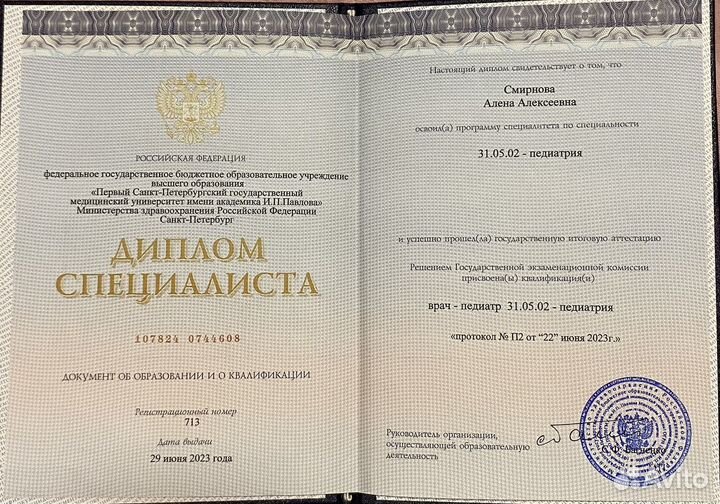 РОССИЙСКАЯ ФЕДЕРАЦИЯ
федеральное государственное бюджетное образовательное учреждение
высшего образования
«Первый Санкт-Петербургский государственный
медицинский университет имени академика И.П.Павлова»
Министерства здравоохранения Российской Федерации
Санкт-Петербург
ДИПЛОМ
СПЕЦИАЛИСТА
107824 0744608
ДОКУМЕНТ ОБ ОБРАЗОВАНИИ И О КВАЛИФИКАЦИИ
Регистрационный номер
713
Дата выдачи
29 июня 2023 года
Настоящий диплом свидетельствует о том, что
Смирнова
Алена Алексеевна
освоил(а) программу специалитета по специальности
31.05.02 - педиатрия
и успешно прошел(ла) государственную итоговую аттестацию
Решением Государственной экзаменационной комиссии
присвоена(ы) квалификация(и)
врач - педиатр 31.05.02 - педиатрия
«протокол № П2 от “22” июня 2023г.»
Руководитель организации,
осуществляющей образовательную
деятельность
С.Ф. Багненко
Avito